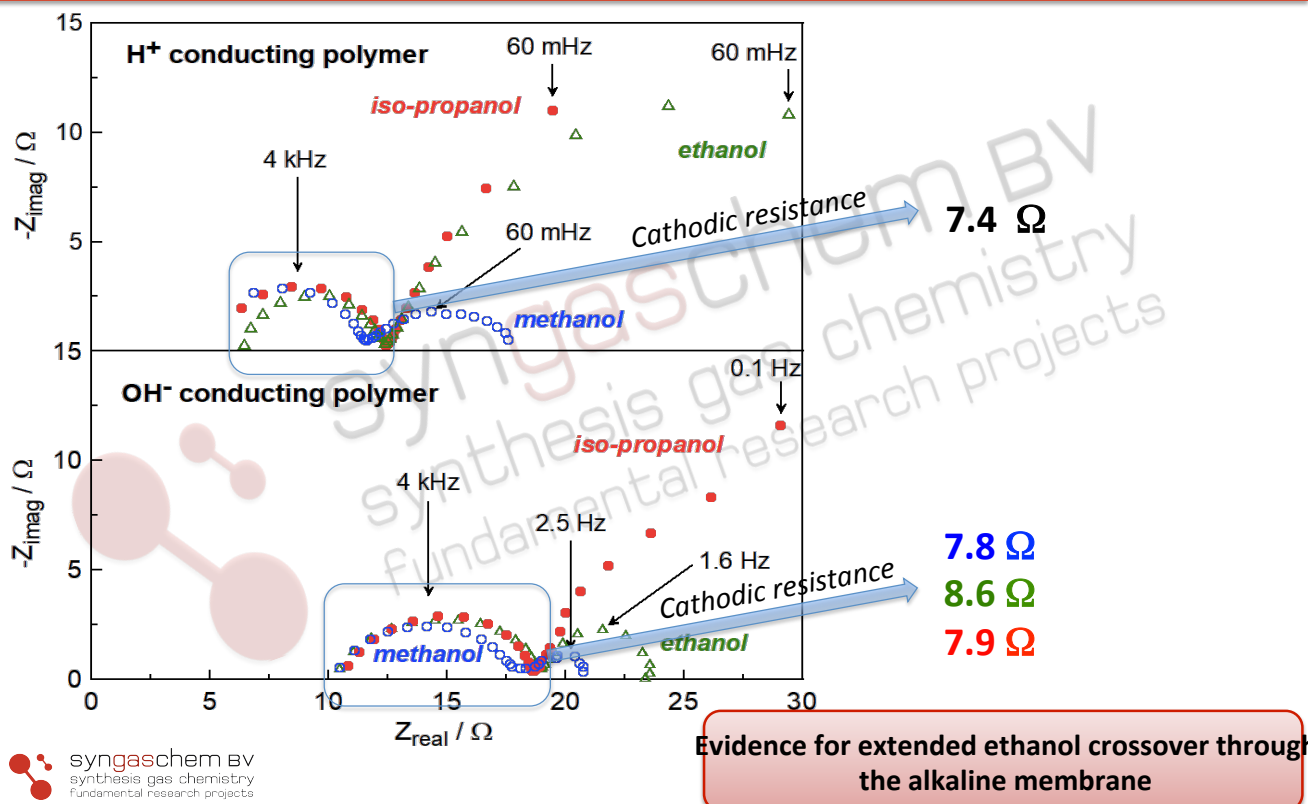 15
H+ conducting polymer
60 mHz
60 mHz
iso-propanol
10
ethanol
4 kHz
-Zimag / Ω
Cathodic resistance
7.4 Ω
60 mHz
5
methanol
15
0.1 Hz
OH- conducting polymer
iso-propanol
10
4 kHz
2.5 Hz
-Zimag / Ω
7.8 Ω
1.6 Hz
5
Cathodic resistance
8.6 Ω
ethanol
7.9 Ω
methanol
0
0 5 10 15 20 25 30
Zreal / Ω
Evidence for extended ethanol crossover through
the alkaline membrane
syngaschem BV
synthesis gas chemistry
fundamental research projects
syngaschem BV
synthesis gas chemistry
fundamental research projects